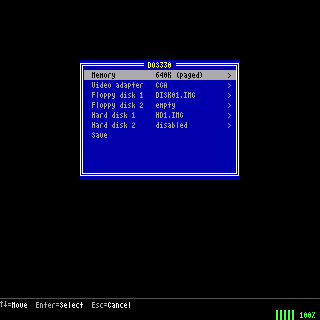 DOS330
Memory 640K (paged) >
Video adapter CGA >
Floppy disk 1 DISK01.IMG >
Floppy disk 2 empty >
Hard disk 1 HD1.IMG >
Hard disk 2 disabled >
Save
↑↓=Move Enter=Select Esc=Cancel
100%